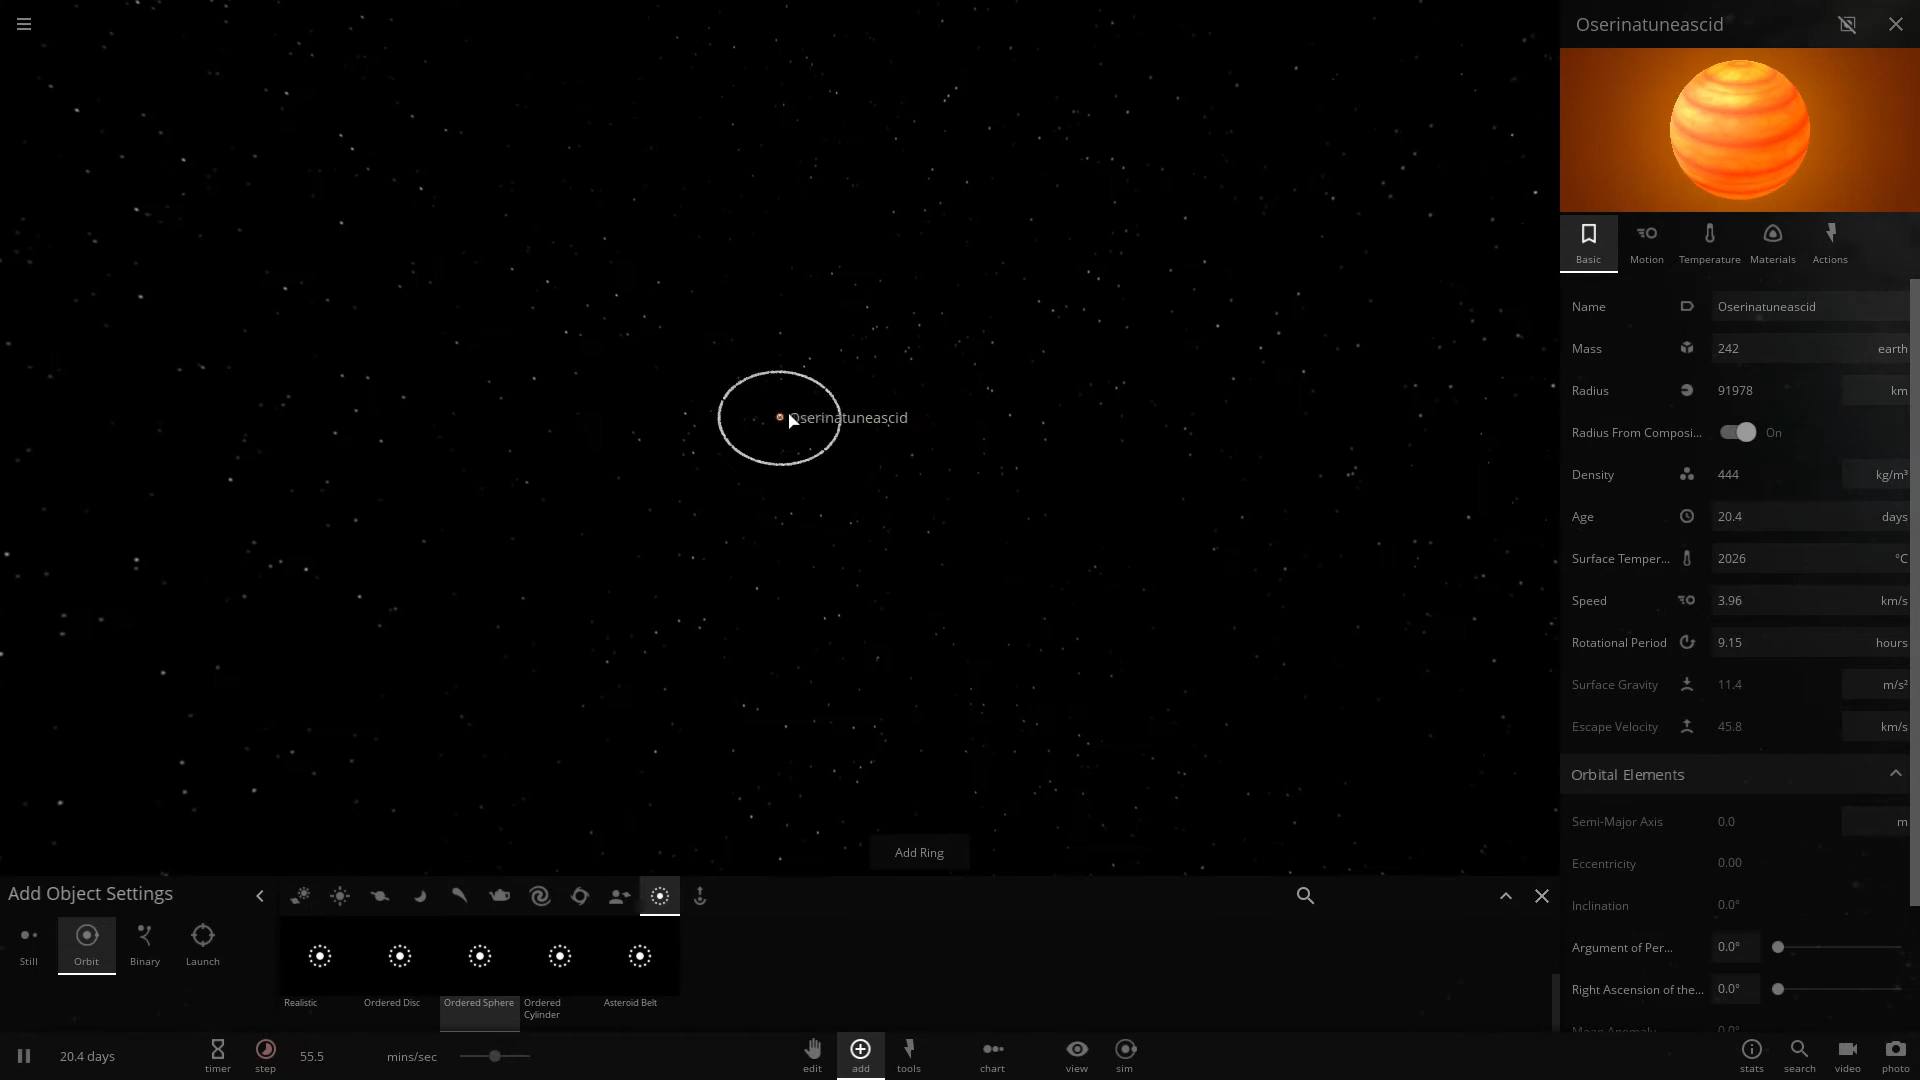 Oserinatuneascid
Basic
Motion
Temperature
Materials
Actions
Name
Oserinatuneascid
Mass
242
earth
Radius
91978
km
Radius From Composi...
On
Density
444
kg/m³
Age
20.4
days
Surface Temper...
2026
°C
Speed
3.96
km/s
Rotational Period
9.15
hours
Surface Gravity
11.4
m/s²
Escape Velocity
45.8
km/s
Orbital Elements
Semi-Major Axis
0.0
m
Eccentricity
0.00
Inclination
0.0°
Argument of Per...
0.0°
Right Ascension of the...
0.0°
Mean Anomaly
0.0°
Oserinatuneascid
Add Ring
Add Object Settings
Still
Orbit
Binary
Launch
Realistic
Ordered Disc
Ordered Sphere
Ordered
Cylinder
Asteroid Belt
20.4 days
timer
step
55.5
mins/sec
edit
add
tools
chart
view
sim
stats
search
video
photo